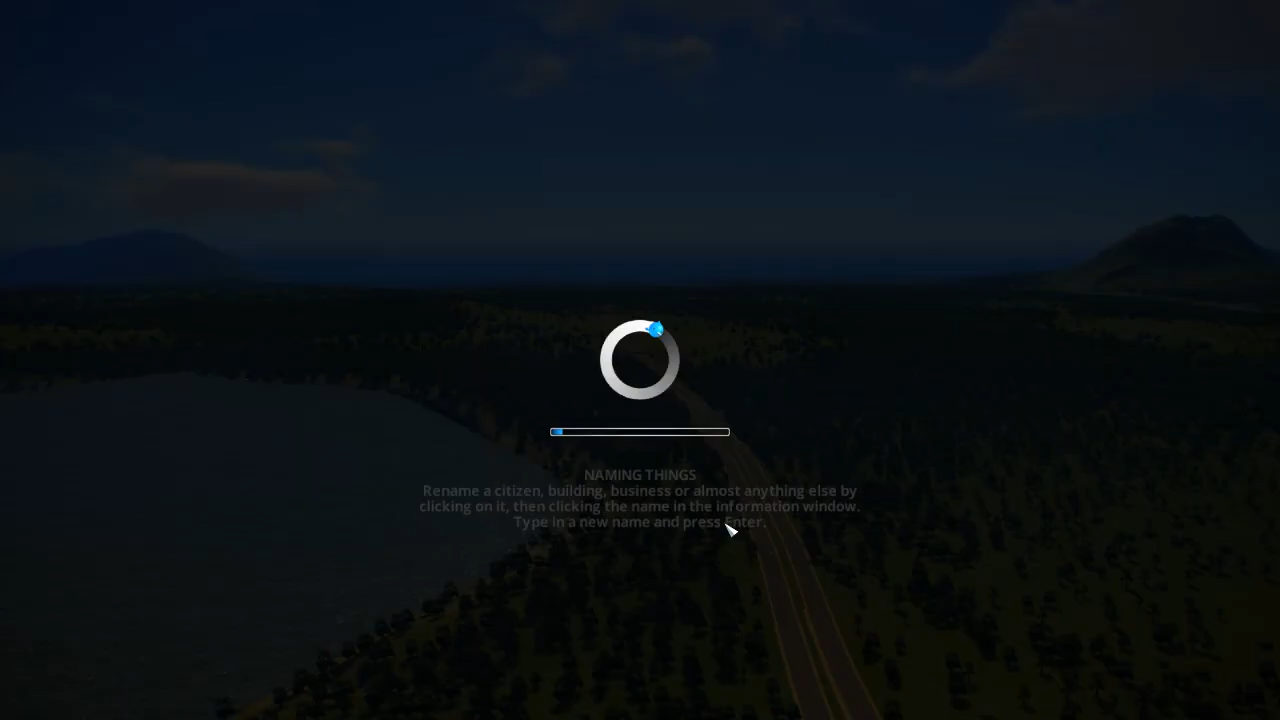 NAMING THINGS
Rename a citizen, building, business or almost anything else by
clicking on it, then clicking the name in the information window.
Type in a new name and press Enter.